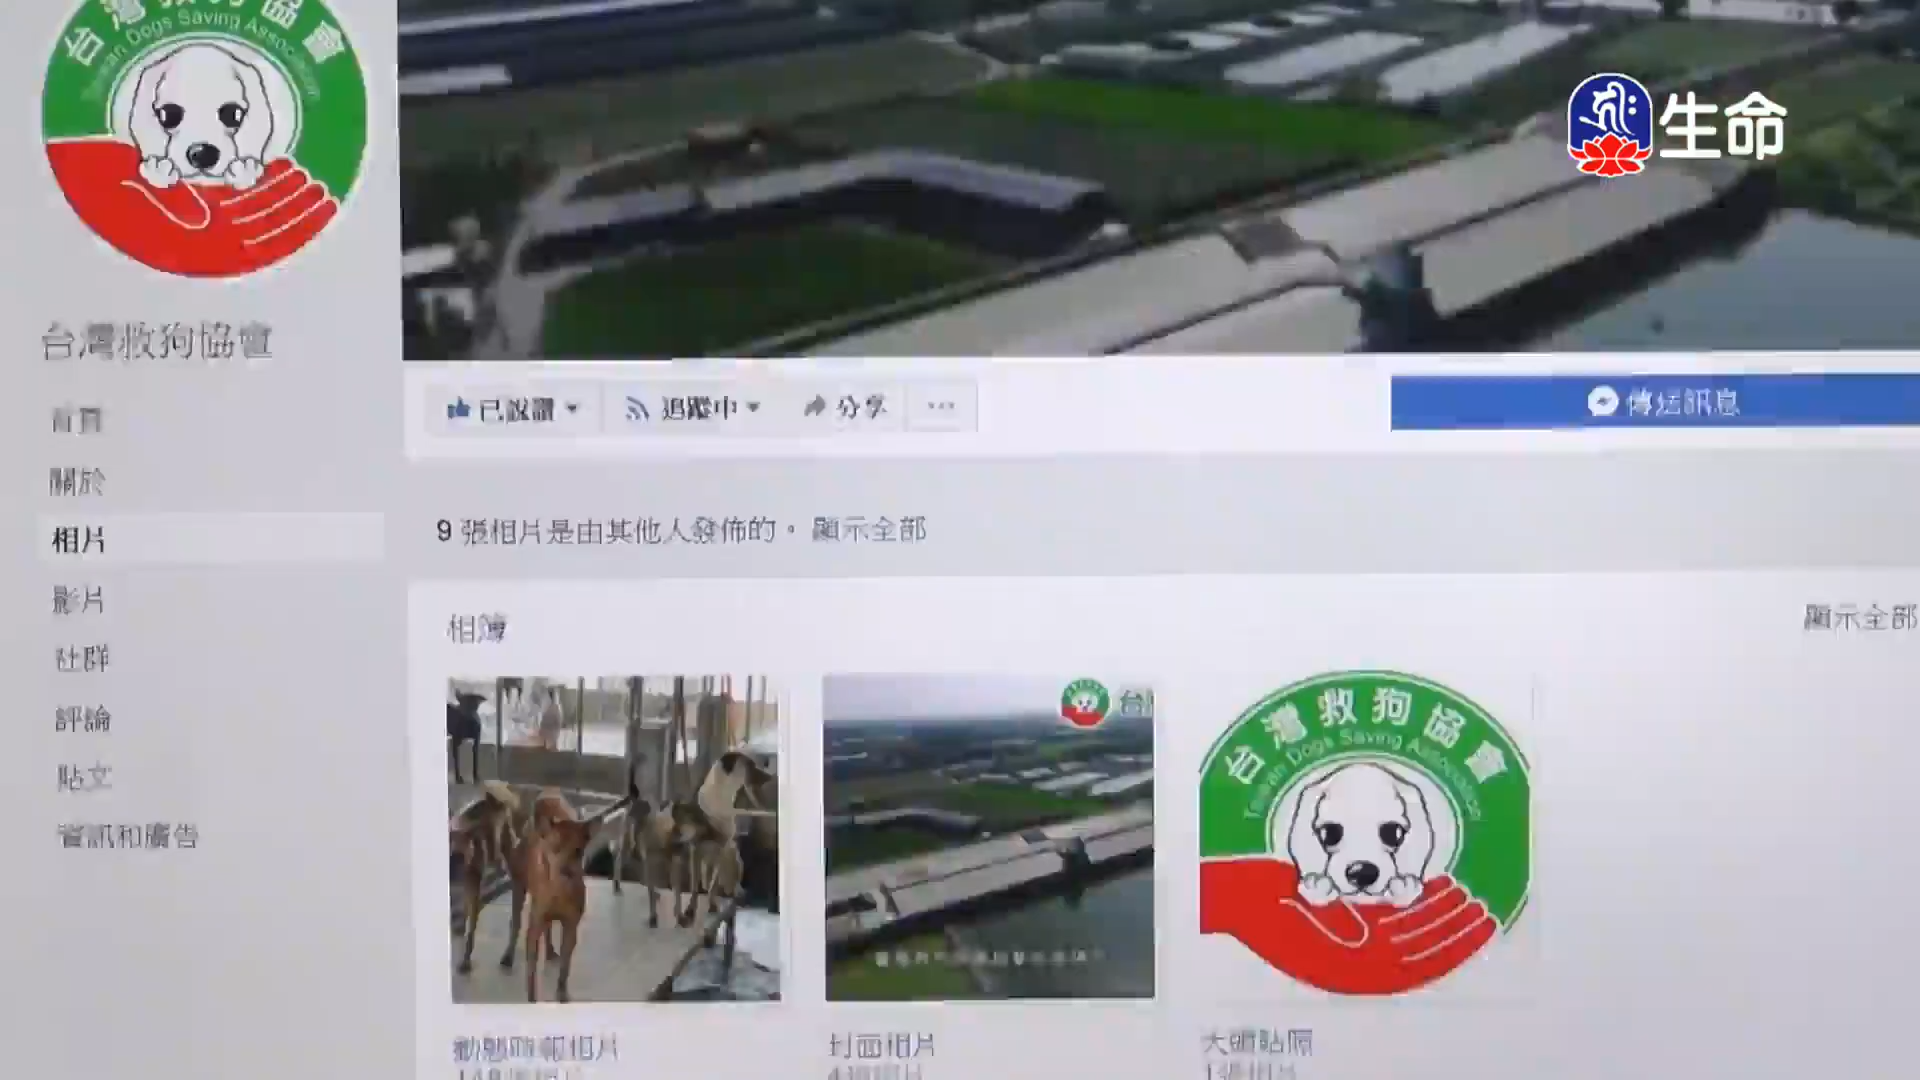 台灣救狗協會
Taiwan Dogs Saving Association
生命
台灣救狗協會
已說讚
追蹤中
分享
傳送訊息
首頁
關於
相片
影片
社群
評論
貼文
資訊和廣告
9 張相片是由其他人發佈的。 顯示全部
相簿
顯示全部
台
台灣救狗協會
Taiwan Dogs Saving Association
動態時報相片
封面相片
大頭貼照